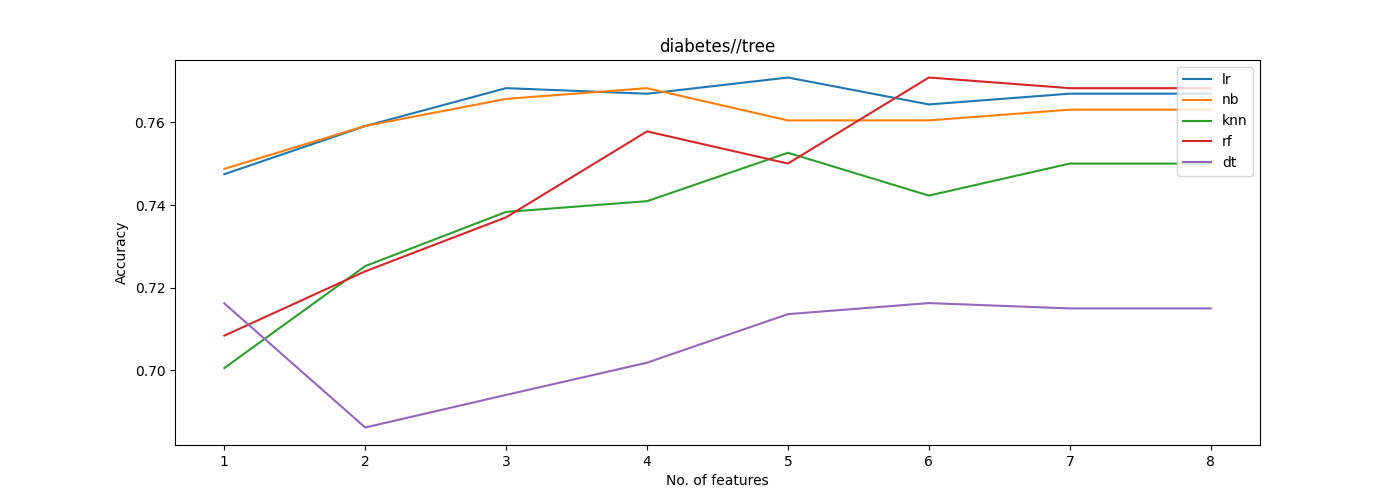 diabetes//tree
lr
nb
knn
rf
dt
0.76
0.74
0.72
0.70
Accuracy
1 2 3 4 5 6 7 8
No. of features